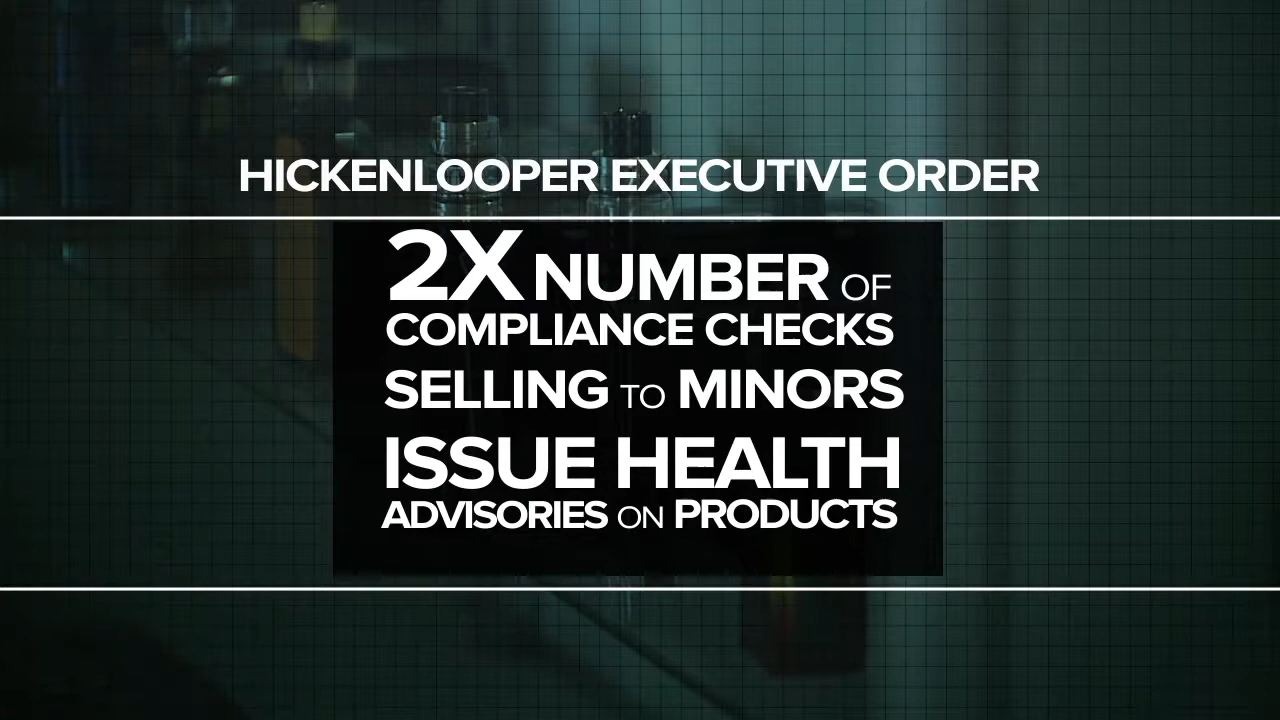 HICKENLOOPER EXECUTIVE ORDER
2X NUMBER OF
COMPLIANCE CHECKS
SELLING TO MINORS
ISSUE HEALTH
ADVISORIES ON PRODUCTS